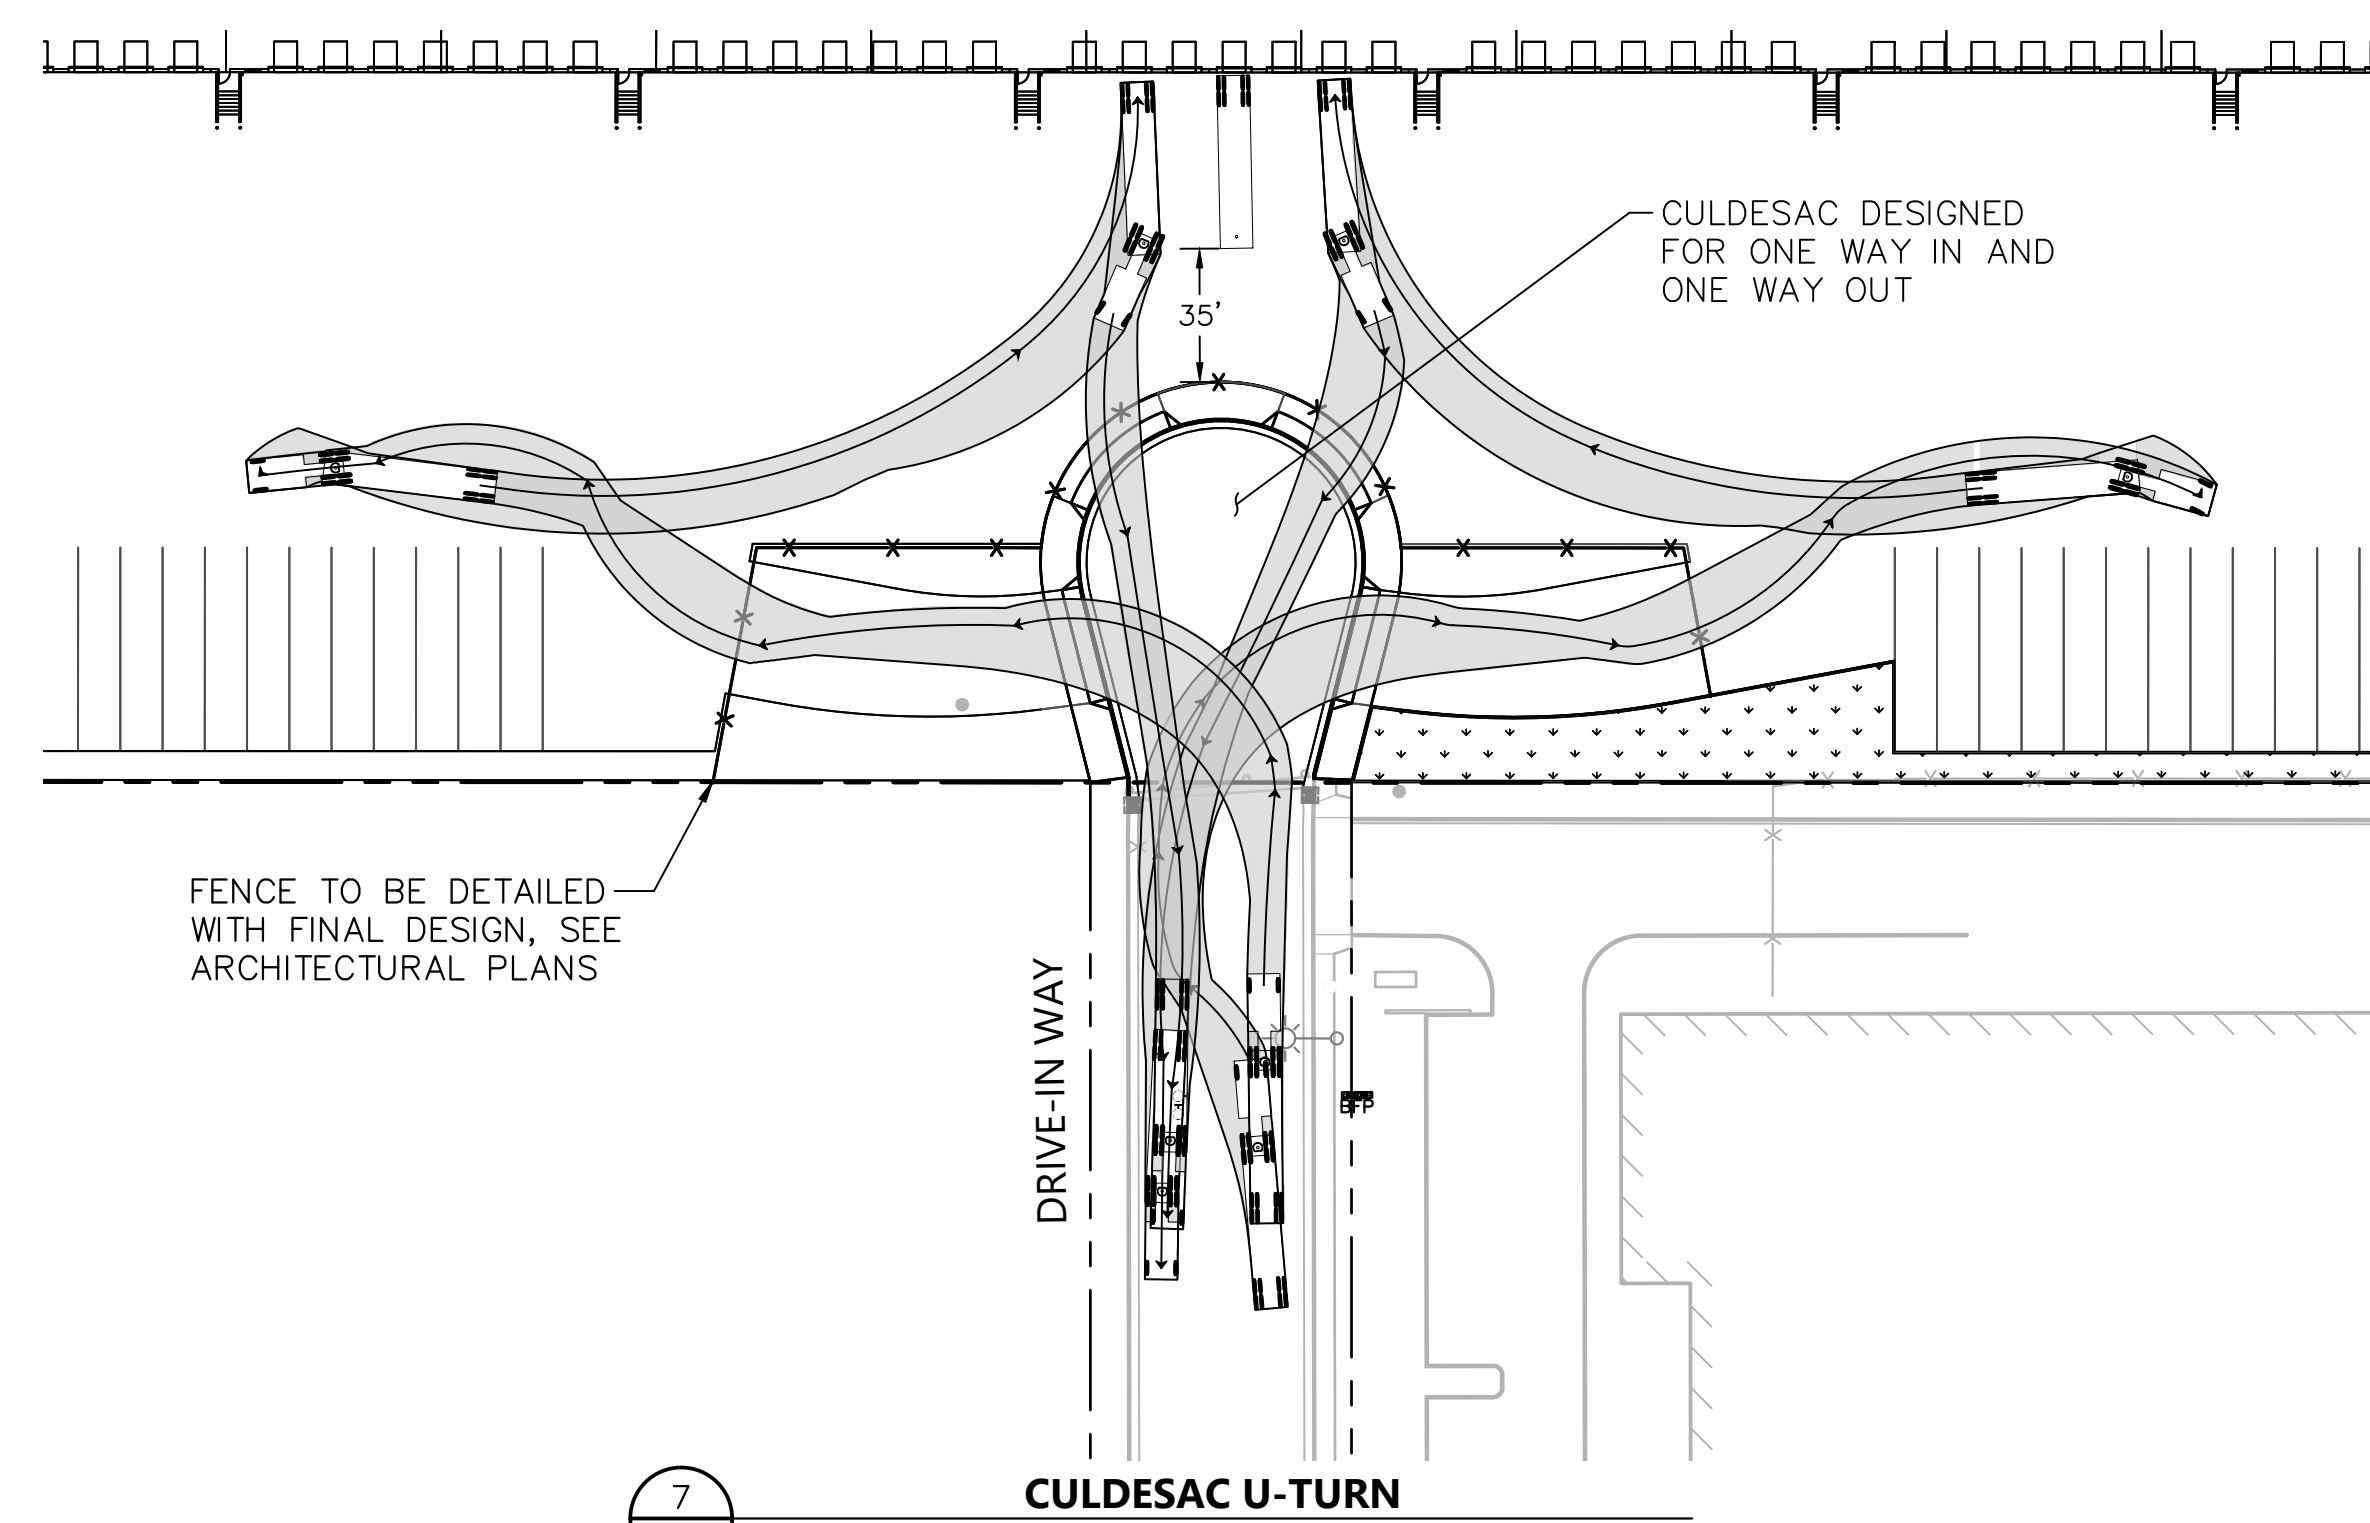 CULDESAC DESIGNED
FOR ONE WAY IN AND
ONE WAY OUT
35'
FENCE TO BE DETAILED
WITH FINAL DESIGN, SEE
ARCHITECTURAL PLANS
DRIVE-IN WAY
BFP
7
CULDESAC U-TURN